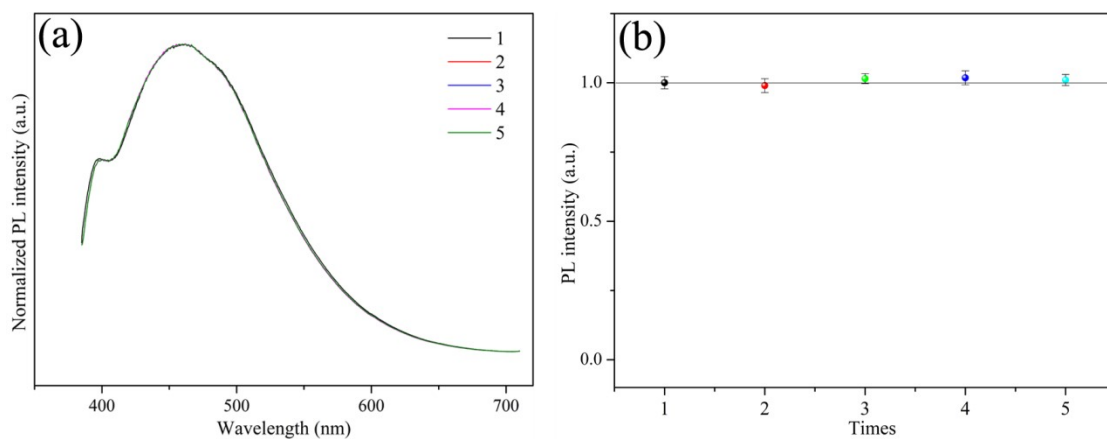 (a)
Normalized PL intensity (a.u.)
1
2
3
4
5
400
500
600
700
Wavelength (nm)
(b)
PL intensity (a.u.)
1.0
0.5
0.0
1
2
3
4
5
Times